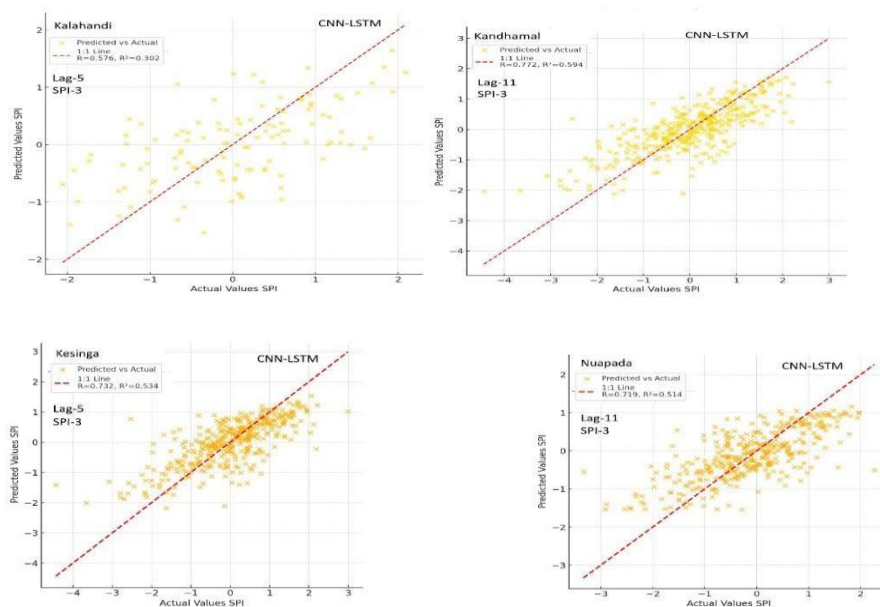 Kalahandi
CNN-LSTM
Predicted vs Actual
1:1 Line
R=0.576, R²=0.302
Lag-5
SPI-3
Predicted Values SPI
2
1
0
−1
−2
−2
−1
0
1
2
Actual Values SPI
Kandhamal
CNN-LSTM
Predicted vs Actual
1:1 Line
R=0.772, R²=0.594
Lag-11
SPI-3
Predicted Values SPI
3
2
1
0
−1
−2
−3
−4
−4
−3
−2
−1
0
1
2
3
Actual Values SPI
Kesinga
CNN-LSTM
Predicted vs Actual
1:1 Line
R=0.732, R²=0.534
Lag-5
SPI-3
Predicted Values SPI
3
2
1
0
−1
−2
−3
−4
−4
−3
−2
−1
0
1
2
3
Actual Values SPI
Nuapada
CNN-LSTM
Predicted vs Actual
1:1 Line
R=0.719, R²=0.514
Lag-11
SPI-3
Predicted Values SPI
2
1
0
−1
−2
−3
−3
−2
−1
0
1
2
Actual Values SPI